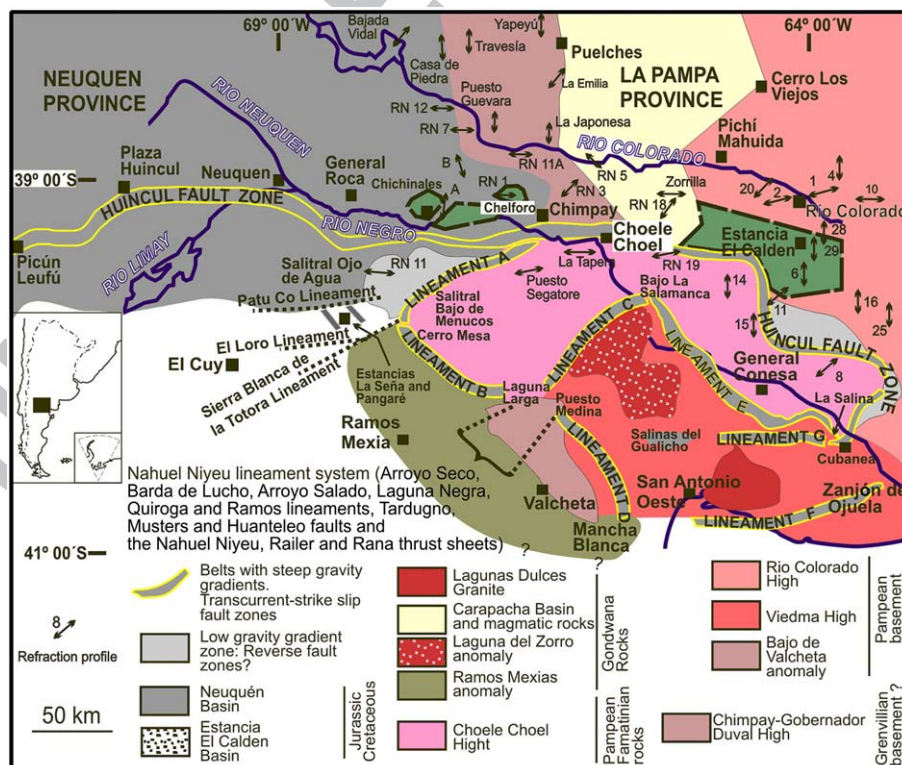 69º 00´W
64º 00´W
Bajada
Vidal
Yapeyú
Travesía
Casa de
Piedra
Puelches
NEUQUEN
PROVINCE
LA PAMPA
PROVINCE
La Emilia
Cerro Los
Viejos
Puesto
Guevara
RN 12
RN 7
La Japonesa
RIO NEUQUEN
RIO COLORADO
Pichí
Mahuida
Plaza
Huincul
Neuquen
General
Roca
B
RN 11A
RN 5
39º 00´S
Chichinales
A
RN 1
RN 3
Zorrilla
20
2
1
4
10
Chelforo
Chimpay
RN 18
Río Colorado
HUINCUL FAULT ZONE
RIO NEGRO
Choele
Choel
Estancia
El Calden
28
29
6
Picún
Leufú
RIO LIMAY
Salitral Ojo
de Agua
RN 11
LINEAMENT A
La Tapera
RN 19
Patu Co Lineament
Puesto
Segatore
Bajo La
Salamanca
14
11
16
Salitral
Bajo de
Menucos
Cerro Mesa
LINEAMENT C
15
25
HUNCUL FAULT
ZONE
El Loro Lineament
El Cuy
Sierra Blanca de
la Totora Lineament
Estancias
La Seña and
Pangaré
LINEAMENT B
LINEAMENT E
General
Conesa
8
Laguna
Larga
Puesto
Medina
La Salina
Ramos
Mexia
Salinas del
Gualicho
LINEAMENT G
Cubanea
LINEAMENT D
Nahuel Niyeu lineament system (Arroyo Seco,
Barda de Lucho, Arroyo Salado, Laguna Negra,
Quiroga and Ramos lineaments, Tardugno,
Musters and Huanteleo faults and
the Nahuel Niyeu, Railer and Rana thrust sheets)
Valcheta
San Antonio
Oeste
Zanjón de
Ojuela
LINEAMENT F
Mancha
Blanca
?
?
41º 00´S
Belts with steep gravity
gradients.
Transcurrent-strike slip
fault zones
8
Refraction profile
Low gravity gradient
zone: Reverse fault
zones?
50 km
Neuquén
Basin
Estancia
El Calden
Basin
Jurassic
Cretaceous
Lagunas Dulces
Granite
Carapacha Basin
and magmatic rocks
Laguna del Zorro
anomaly
Ramos Mexias
anomaly
Gondwana
Rocks
Choele Choel
Hight
Pampean
Famatinian
rocks
Rio Colorado
High
Viedma High
Bajo de
Valcheta
anomaly
Pampean
basement
Chimpay-Gobernador
Duval High
Grenvillian
basement ?